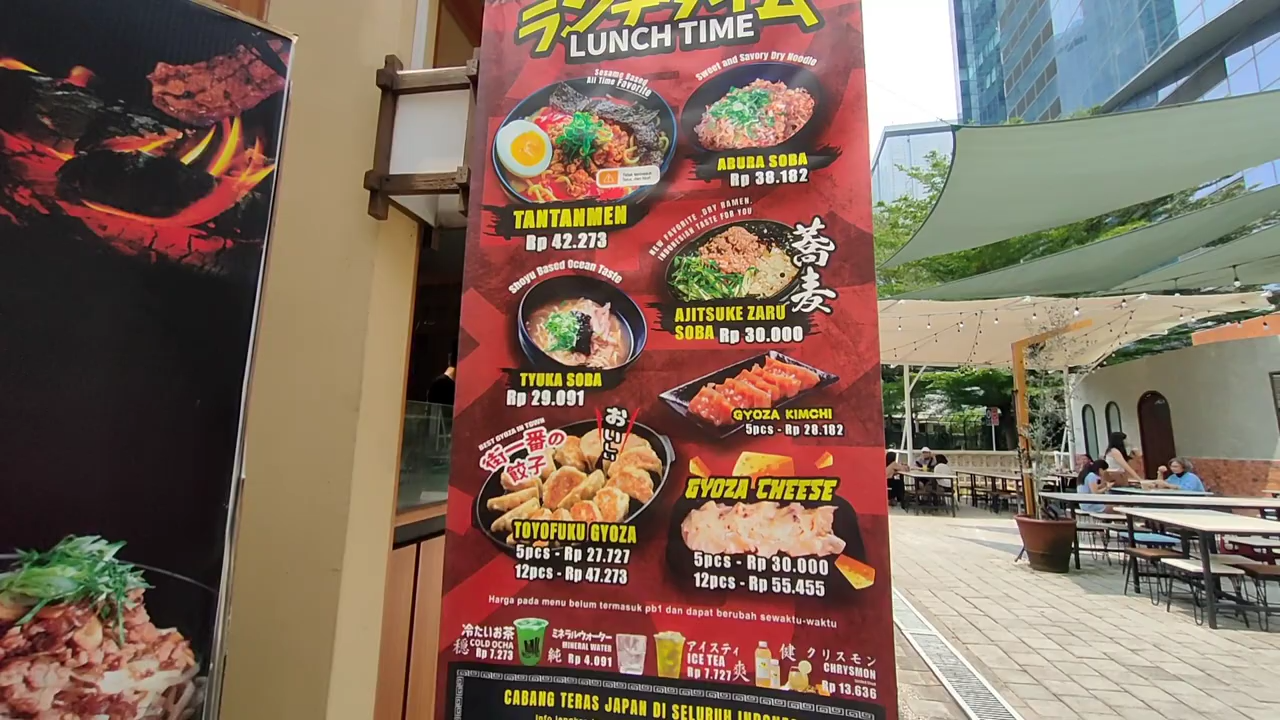 ランチタイム
LUNCH TIME
Sesame Based
All Time Favorite
TANTANMEN
Rp 42.273
Sweet and Savory Dry Noodle
ABURA SOBA
Rp 38.182
Shoyu Based Ocean Taste
TYUKA SOBA
Rp 29.091
NEW FAVORITE, DRY RAMEN.
INDONESIAN TASTE FOR YOU
蕎麦
AJITSUKE ZARU
SOBA Rp 30.000
GYOZA KIMCHI
5pcs - Rp 28.182
BEST GYOZA IN TOWN
街一番の
餃子
おいしい
TOYOFUKU GYOZA
5pcs - Rp 27.727
12pcs - Rp 47.273
GYOZA CHEESE
5pcs - Rp 30.000
12pcs - Rp 55.455
Harga pada menu belum termasuk pb1 dan dapat berubah sewaktu-waktu
穏
冷たいお茶
COLD OCHA
Rp 7.273
純
ミネラルウォーター
MINERAL WATER
Rp 4.091
アイスティ
ICE TEA
Rp 7.727
爽
健
クリスモン
CHRYSMON
Rp 13.636
CABANG TERAS JAPAN DI SELURUH